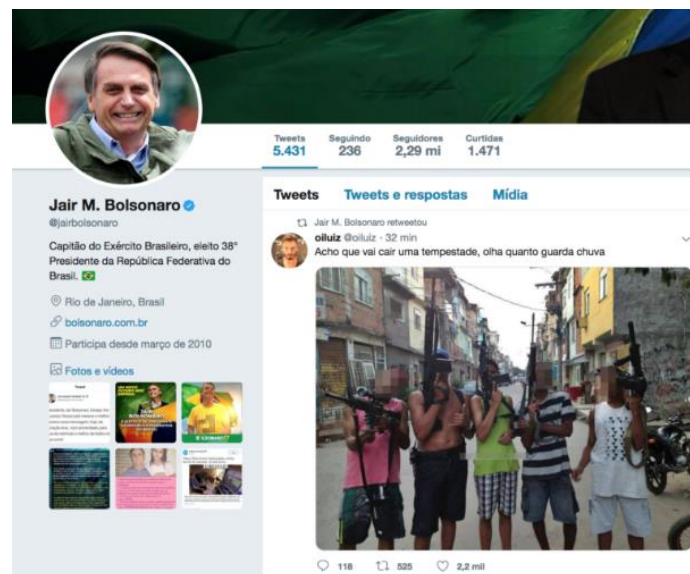 Tweets Seguindo Seguidores Curtidas
5.431 236 2,29 mi 1.471
Jair M. Bolsonaro
@jairbolsonaro
Capitão do Exército Brasileiro, eleito 38°
Presidente da República Federativa do
Brasil.
Rio de Janeiro, Brasil
bolsonaro.com.br
Participa desde março de 2010
Fotos e vídeos
Tweets Tweets e respostas Mídia
Jair M. Bolsonaro retweetou
oiluiz @oiluiz · 32 min
Acho que vai cair uma tempestade, olha quanto guarda chuva
118 525 2,2 mil